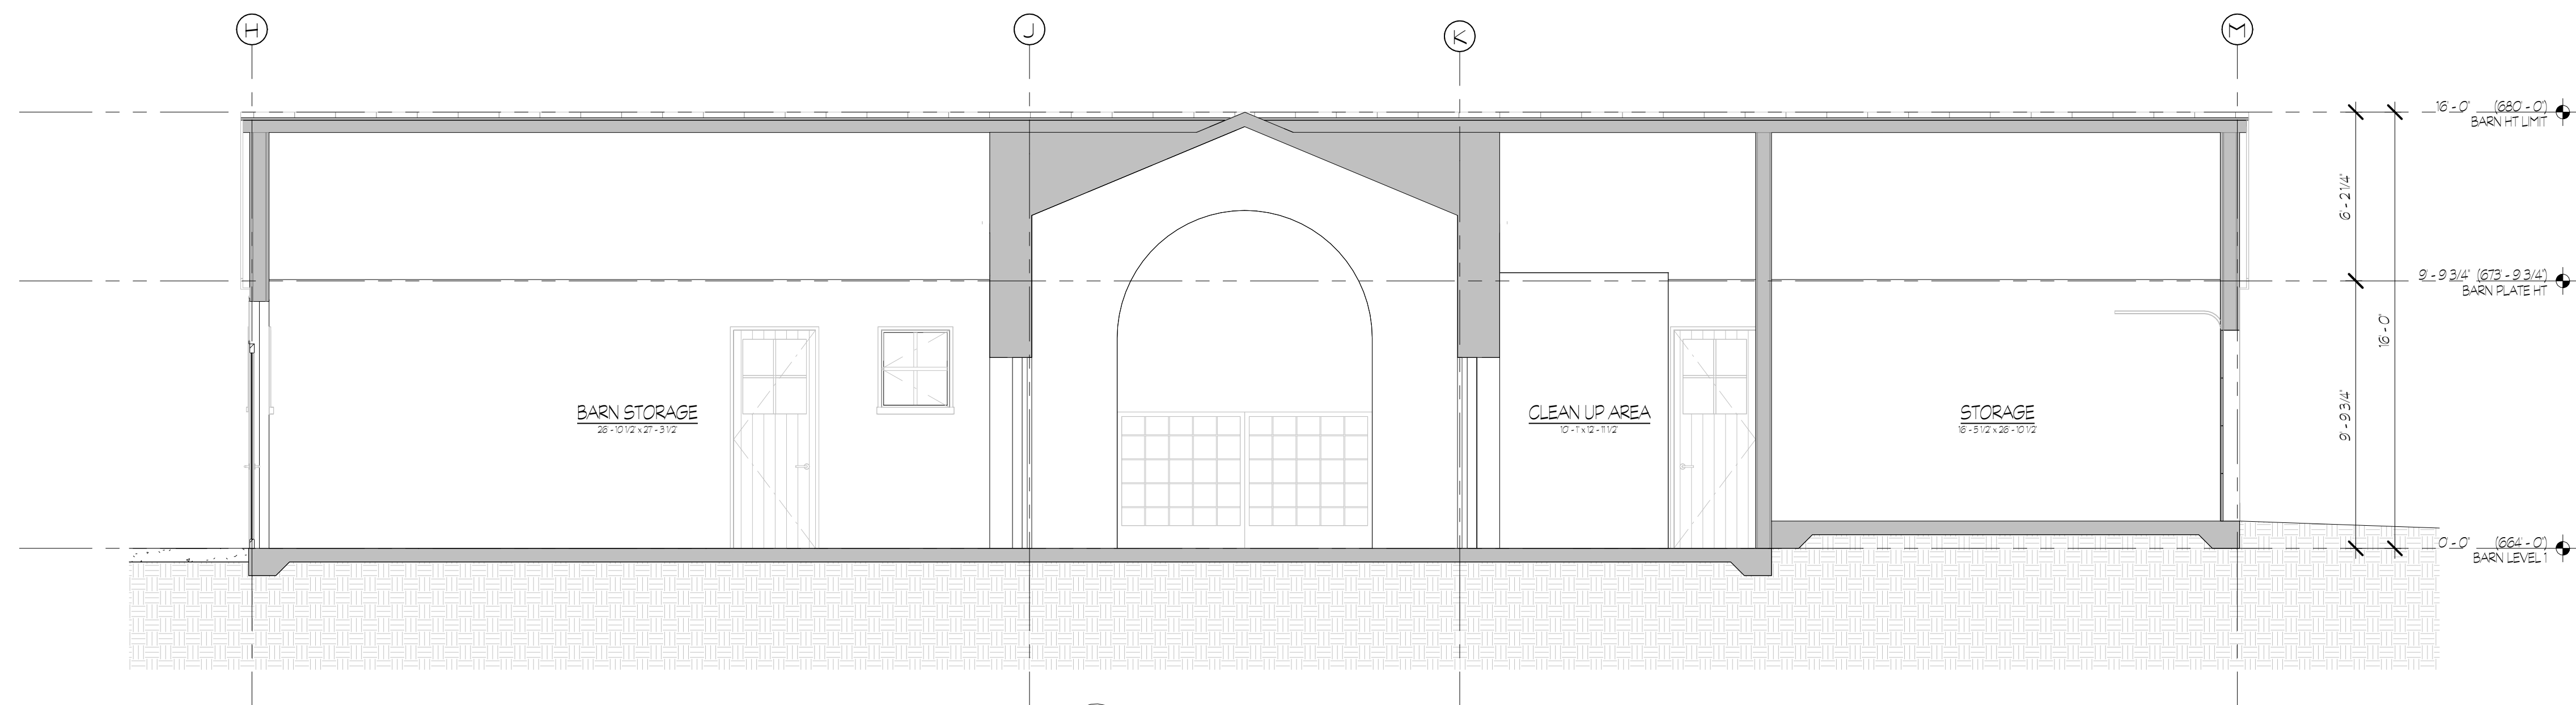 H
J
K
M
16' - 0" (680' - 0")
BARN HT LIMIT
6' - 2 1/4"
9' - 9 3/4" (673' - 9 3/4")
BARN PLATE HT
16' - 0"
BARN STORAGE
26' - 10 1/2" x 27' - 3 1/2"
CLEAN UP AREA
10' - 1" x 12' - 11 1/2"
STORAGE
16' - 5 1/2" x 26' - 10 1/2"
9' - 9 3/4"
0' - 0" (664' - 0")
BARN LEVEL 1